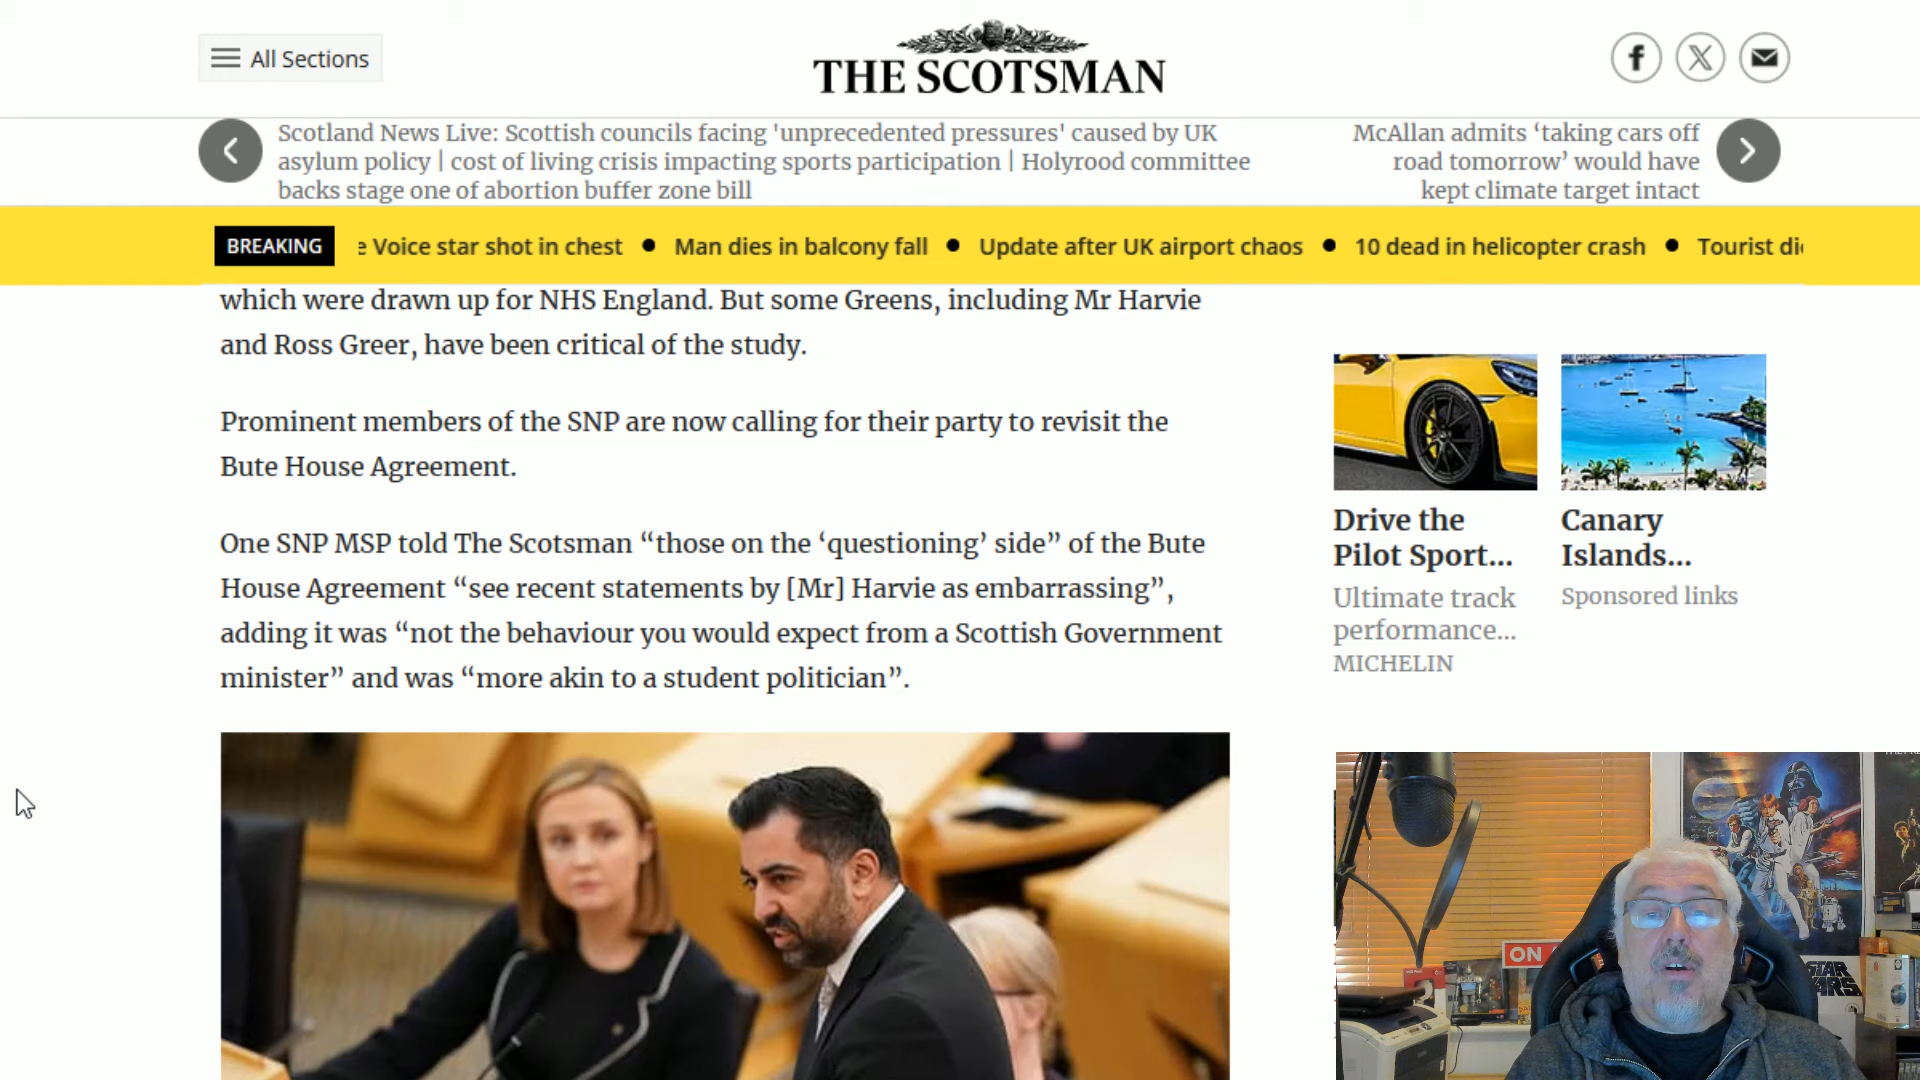 All Sections
THE SCOTSMAN
Scotland News Live: Scottish councils facing 'unprecedented pressures' caused by UK
asylum policy | cost of living crisis impacting sports participation | Holyrood committee
backs stage one of abortion buffer zone bill
McAllan admits ‘taking cars off
road tomorrow’ would have
kept climate target intact
BREAKING
e Voice star shot in chest ● Man dies in balcony fall ● Update after UK airport chaos ● 10 dead in helicopter crash ● Tourist di
which were drawn up for NHS England. But some Greens, including Mr Harvie
and Ross Greer, have been critical of the study.
Prominent members of the SNP are now calling for their party to revisit the
Bute House Agreement.
One SNP MSP told The Scotsman “those on the ‘questioning’ side” of the Bute
House Agreement “see recent statements by [Mr] Harvie as embarrassing”,
adding it was “not the behaviour you would expect from a Scottish Government
minister” and was “more akin to a student politician”.
Drive the
Pilot Sport...
Ultimate track
performance...
MICHELIN
Canary
Islands...
Sponsored links
ON
STAR
WARS